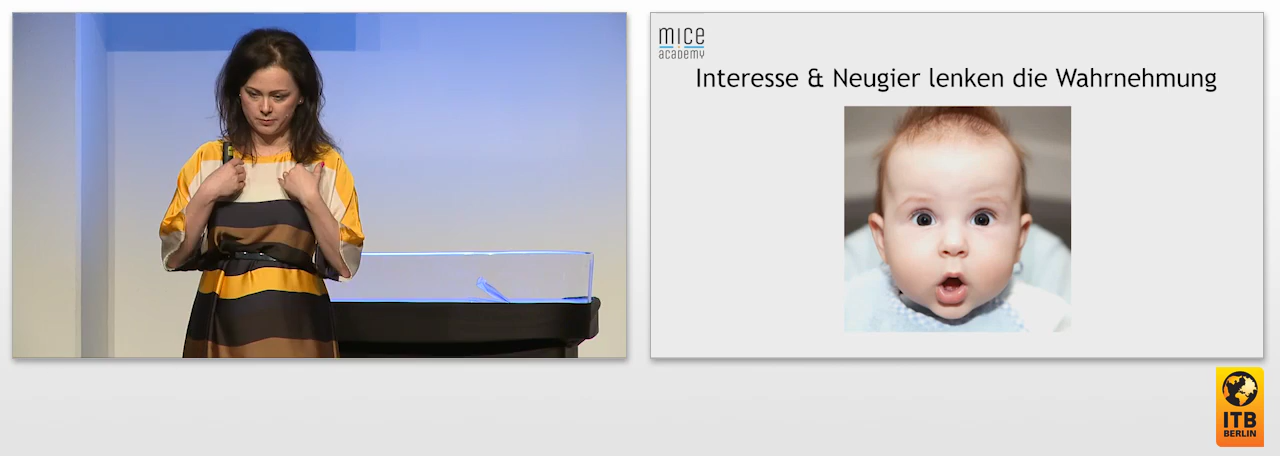 mice
academy
Interesse & Neugier lenken die Wahrnehmung
ITB
BERLIN